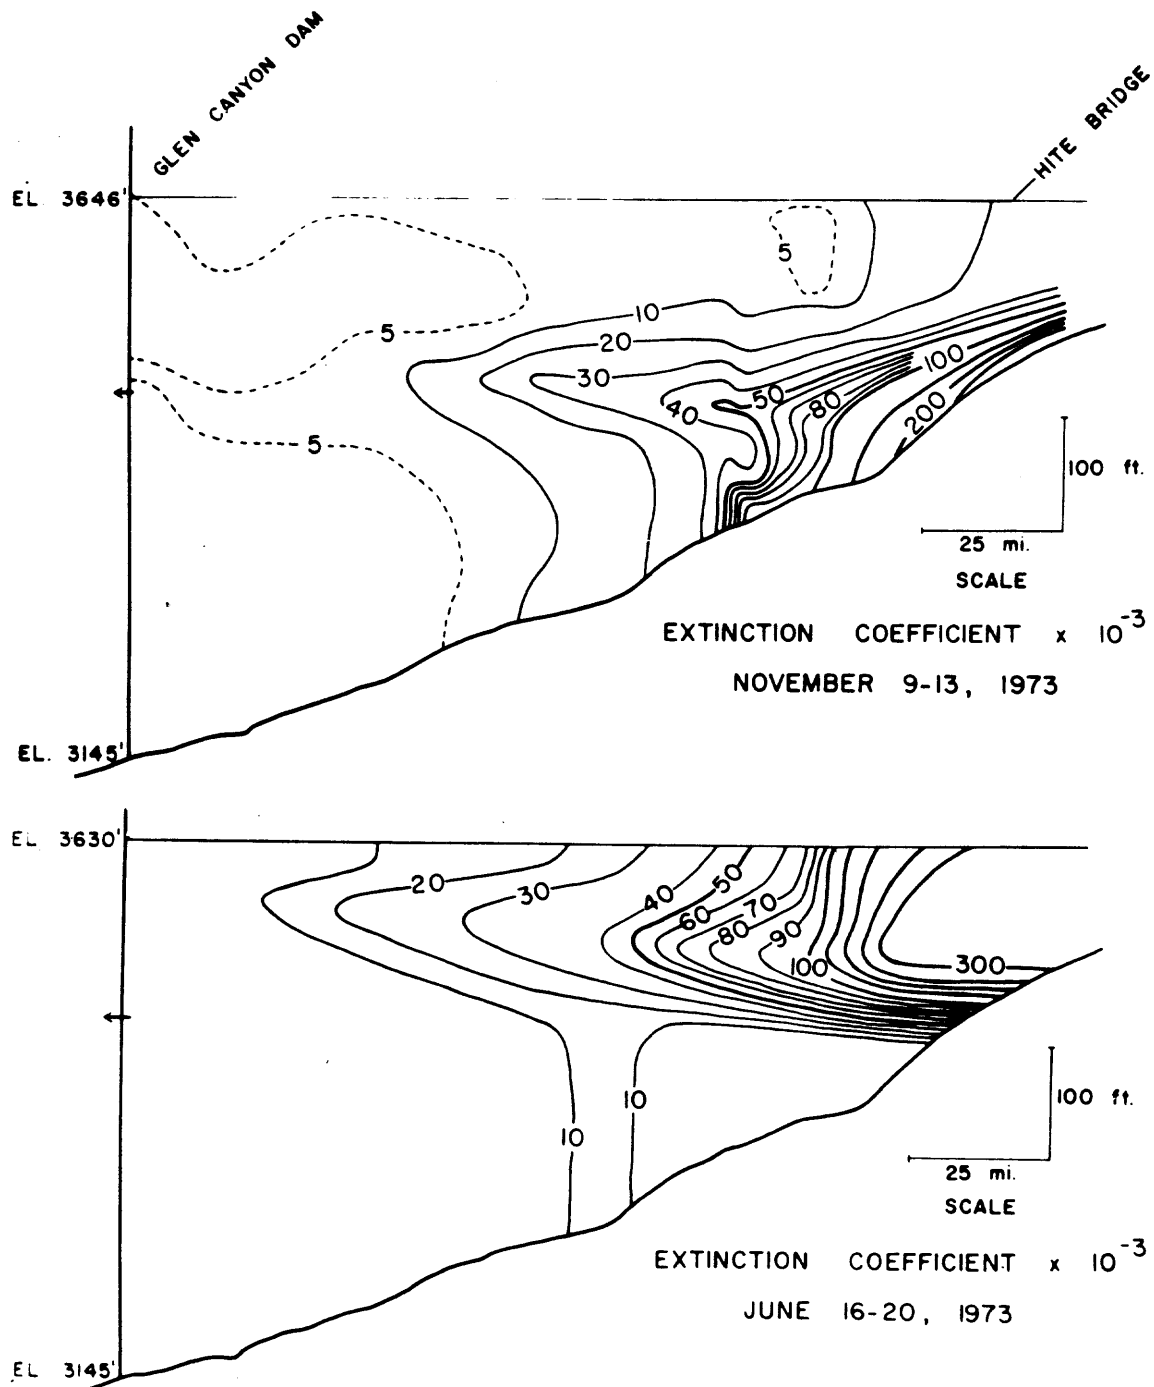 GLEN CANYON DAM
HITE BRIDGE
EL. 3646'
5
10
5
20
30
100
50
40
80
200
5
100 ft.
25 mi.
SCALE
EXTINCTION COEFFICIENT x 10-3
NOVEMBER 9-13, 1973
EL. 3145'
EL. 3630'
20
30
40
50
60
70
80
90
100
300
10
10
100 ft.
25 mi.
SCALE
EXTINCTION COEFFICIENT x 10-3
JUNE 16-20, 1973
EL 3145'